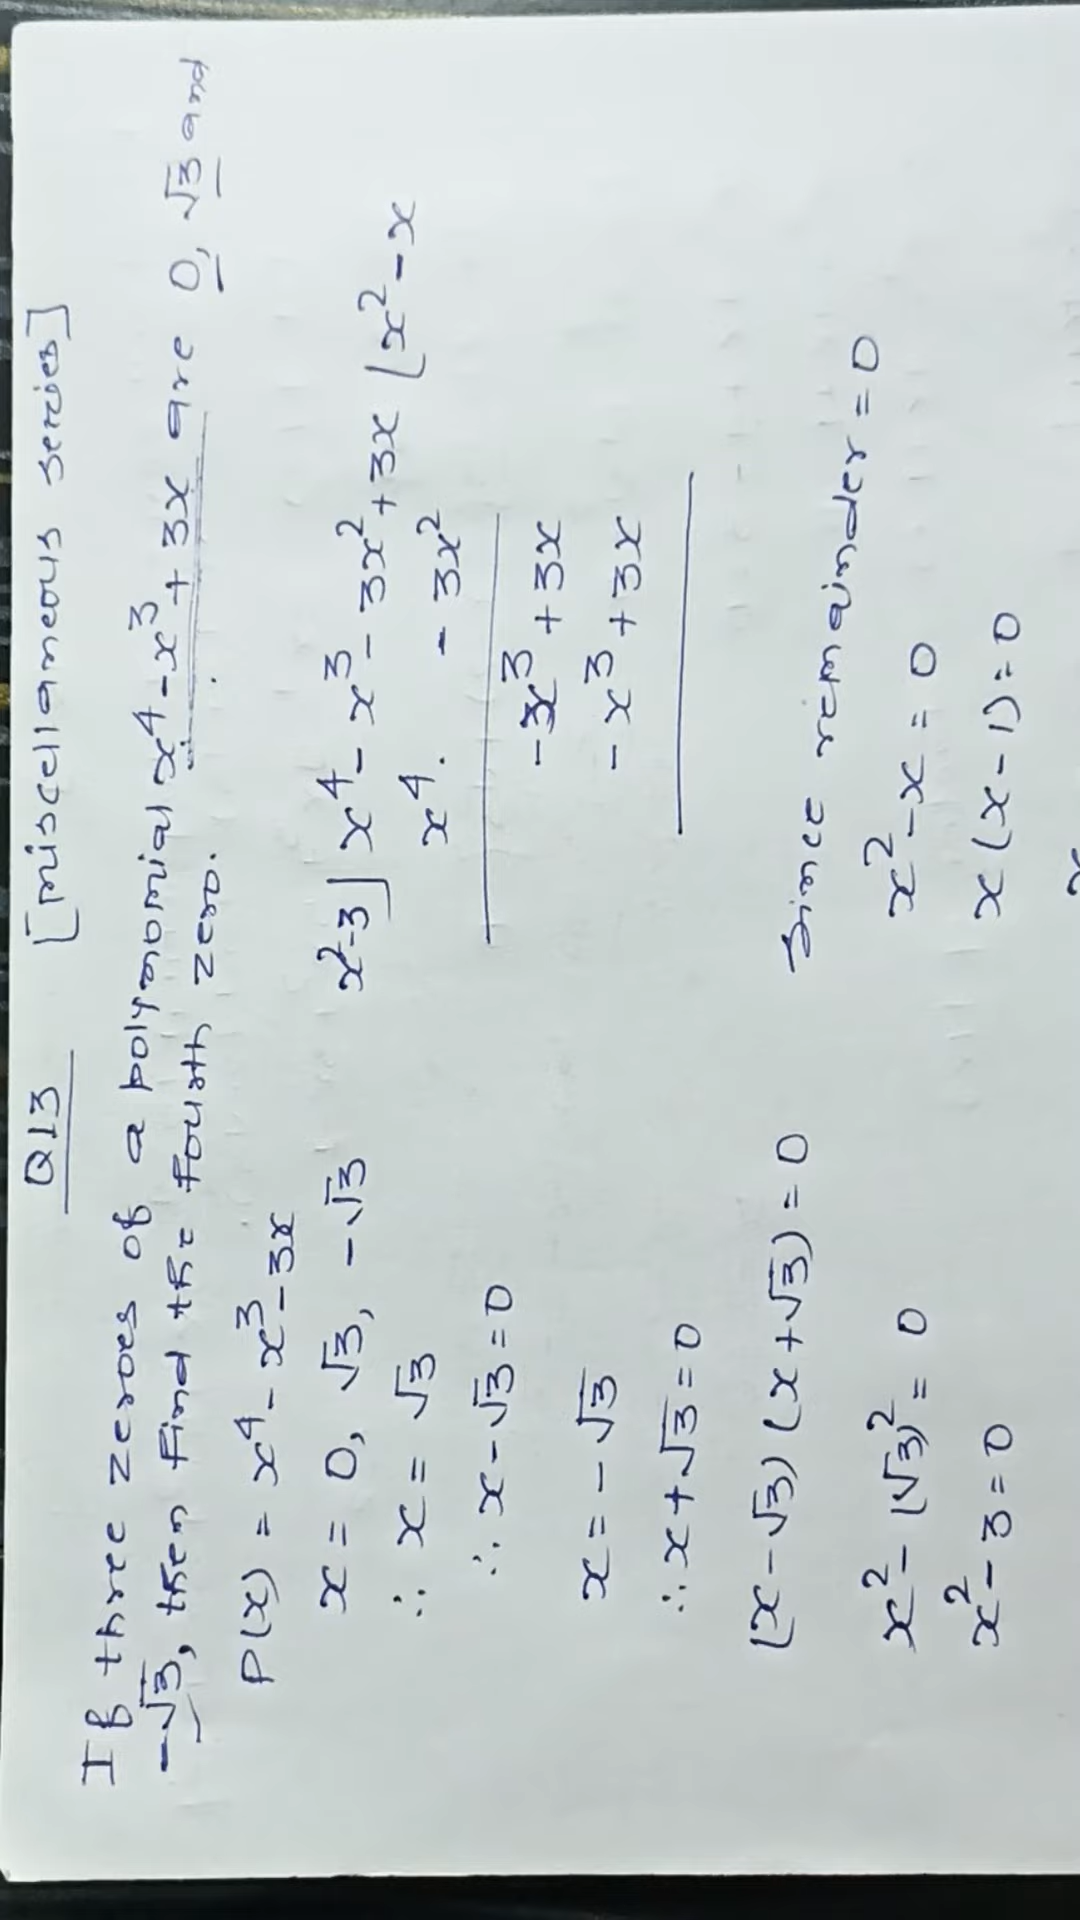 Q13 [miscellaneous series]
If three zeroes of a polynomial x⁴-x³+3x are 0, √3 and
-√3, then find the fourth zero.
P(x) = x⁴-x³-3x
x = 0, √3, -√3
∴ x = √3
∴ x-√3=0
x = -√3
∴ x+√3=0
(x-√3)(x+√3)=0
x²-(√3)²=0
x²-3=0
x²-3] x⁴-x³-3x²+3x [x²-x
x⁴. -3x²
-x³+3x
-x³+3x
Since remainder=0
x²-x=0
x(x-1)=0